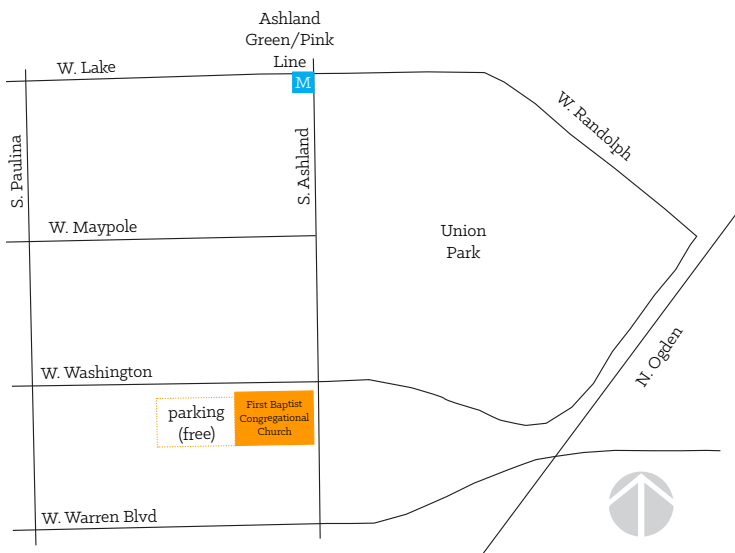 Ashland
Green/Pink
Line
W. Lake
M
W. Randolph
S. Paulina
S. Ashland
W. Maypole
Union
Park
N. Ogden
W. Washington
parking
(free)
First Baptist
Congregational
Church
W. Warren Blvd